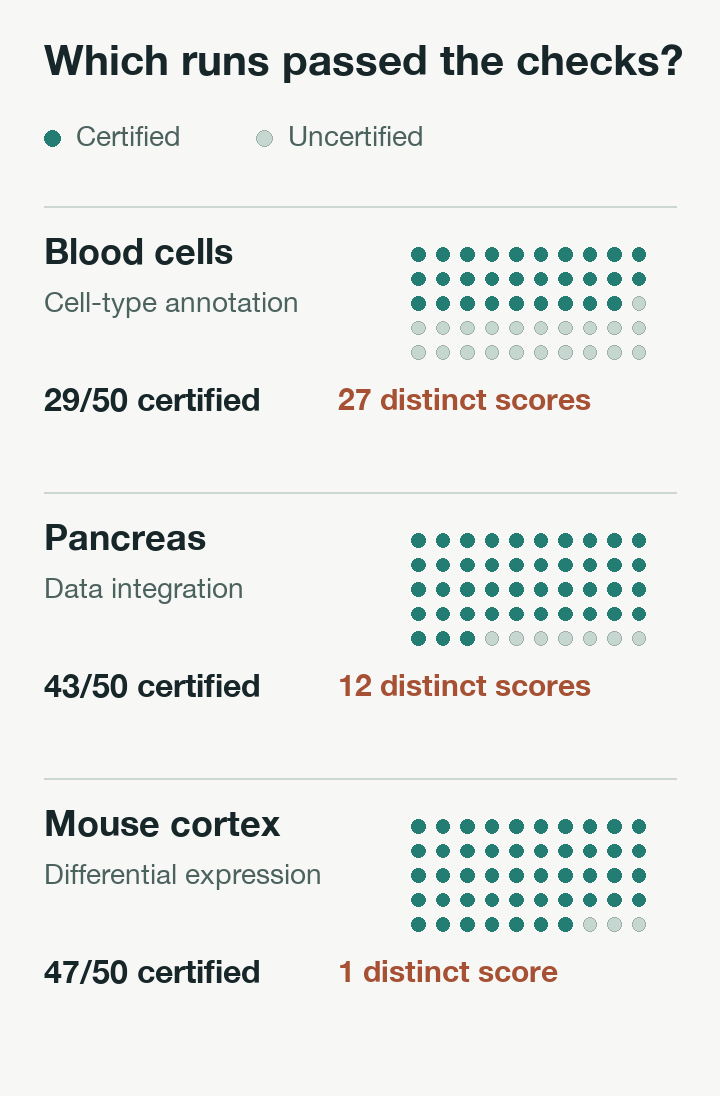 Which runs passed the checks?
Certified
Uncertified
Blood cells
Cell-type annotation
29/50 certified
27 distinct scores
Pancreas
Data integration
43/50 certified
12 distinct scores
Mouse cortex
Differential expression
47/50 certified
1 distinct score